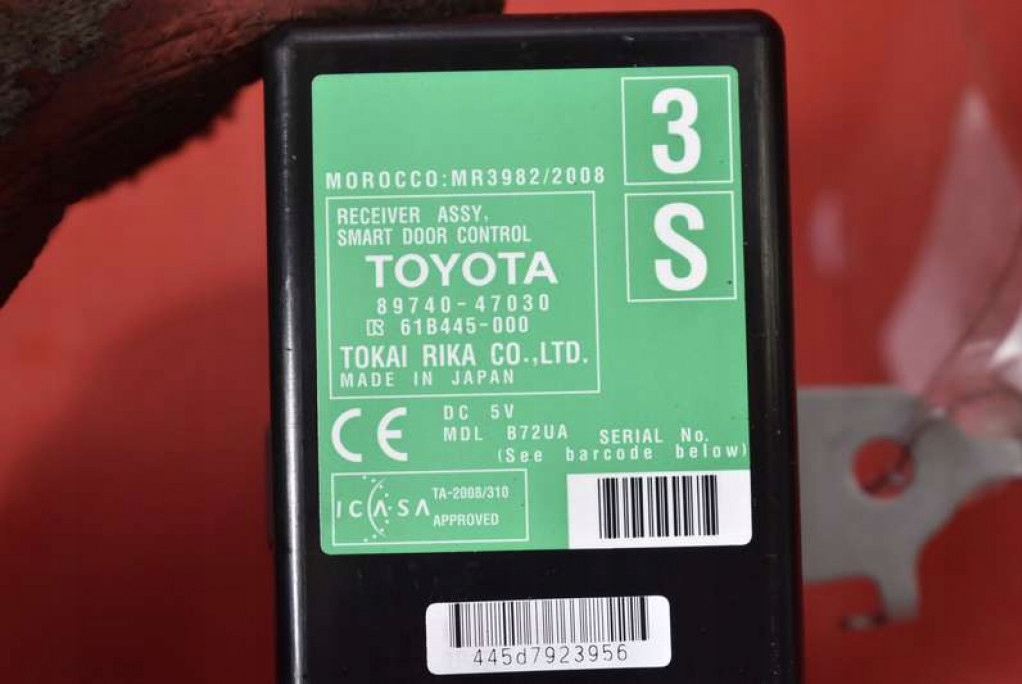 3
MOROCCO:MR3982/2008
S
RECEIVER ASSY,
SMART DOOR CONTROL
TOYOTA
89740-47030
61B445-000
TOKAI RIKA CO.,LTD.
MADE IN JAPAN
CE
DC 5V
MDL B72UA
SERIAL No.
(See barcode below)
ICASA
TA-2008/310
APPROVED
445d7923956